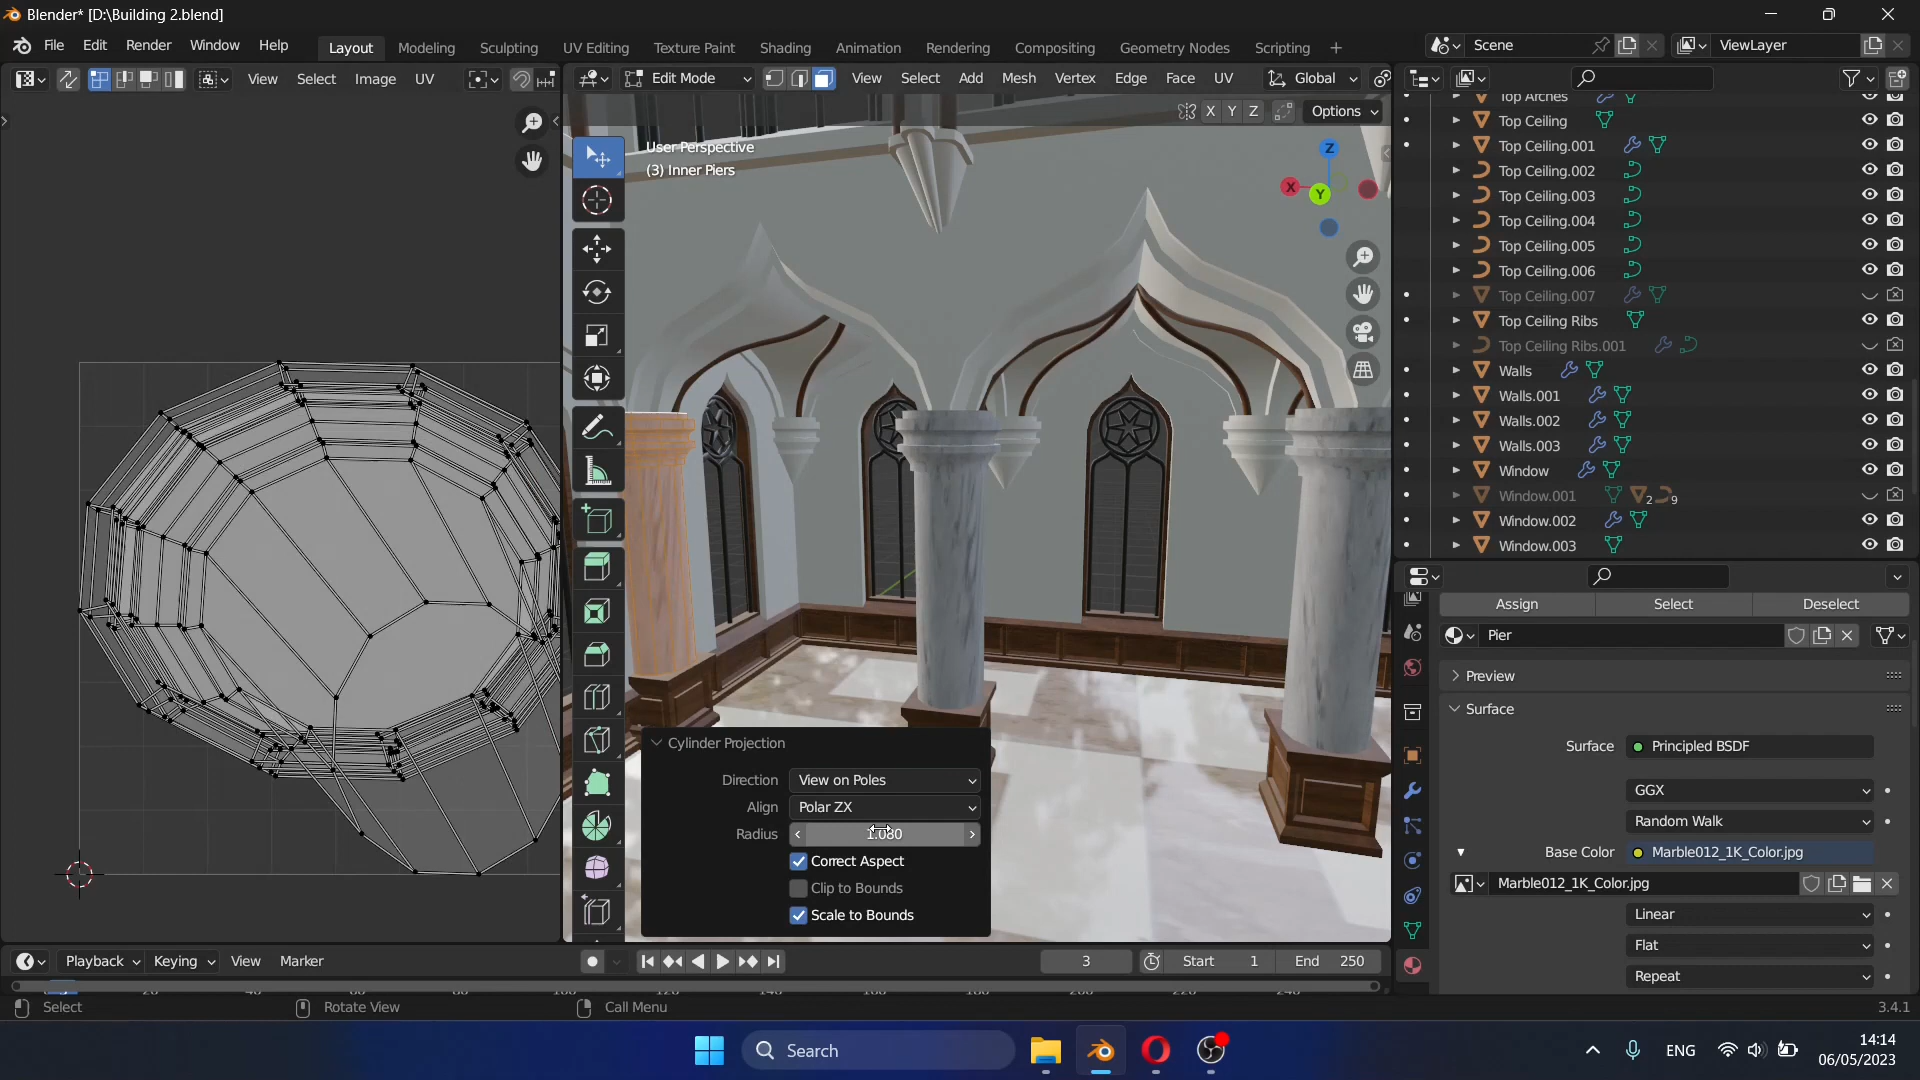 Blender* [D:\Building 2.blend]
File Edit Render Window Help
Layout Modeling Sculpting UV Editing Texture Paint Shading Animation Rendering Compositing Geometry Nodes Scripting +
Scene
ViewLayer
View Select Image UV
Edit Mode
View Select Add Mesh Vertex Edge Face UV
Global
X Y Z
Options
User Perspective
(3) Inner Piers
Z
X
Y
Top Arches
Top Ceiling
Top Ceiling.001
Top Ceiling.002
Top Ceiling.003
Top Ceiling.004
Top Ceiling.005
Top Ceiling.006
Top Ceiling.007
Top Ceiling Ribs
Top Ceiling Ribs.001
Walls
Walls.001
Walls.002
Walls.003
Window
Window.001 2 9
Window.002
Window.003
Assign Select Deselect
Pier
Preview
Surface
Surface Principled BSDF
GGX
Random Walk
Base Color Marble012_1K_Color.jpg
Marble012_1K_Color.jpg
Linear
Flat
Repeat
Cylinder Projection
Direction View on Poles
Align Polar ZX
Radius 1.080
Correct Aspect
Clip to Bounds
Scale to Bounds
Playback Keying View Marker
3
Start 1
End 250
Select
Rotate View
Call Menu
3.4.1
Search
ENG
14:14
06/05/2023